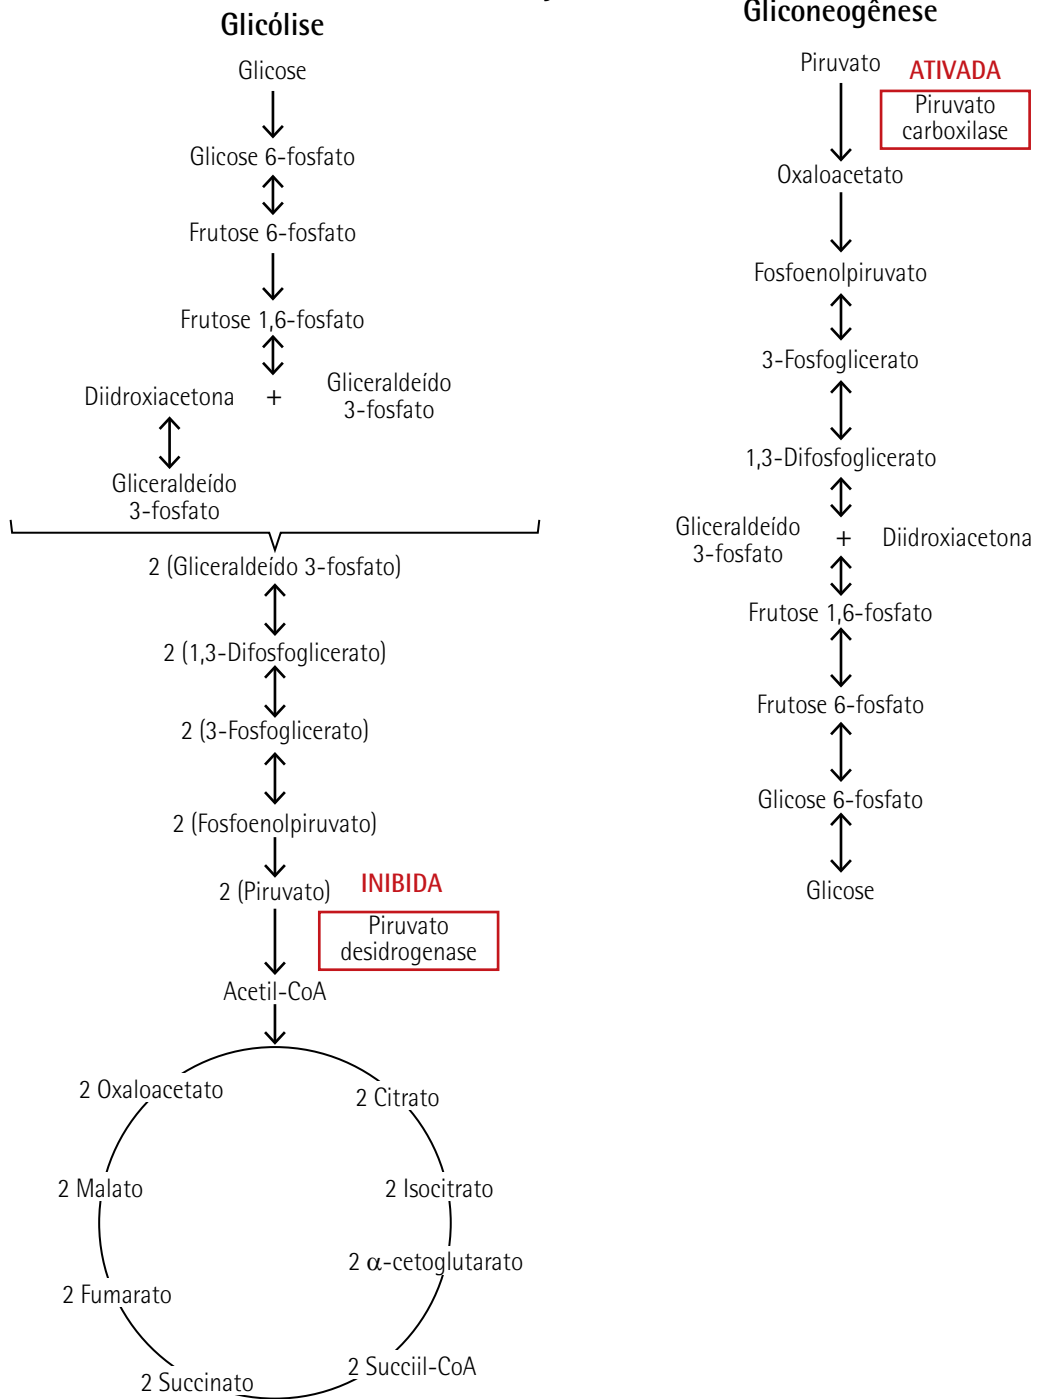 Glicólise
Glicose
Glicose 6-fosfato
Frutose 6-fosfato
Frutose 1,6-fosfato
Diidroxiacetona + Gliceraldeído
3-fosfato
Gliceraldeído
3-fosfato
2 (Gliceraldeído 3-fosfato)
2 (1,3-Difosfoglicerato)
2 (3-Fosfoglicerato)
2 (Fosfoenolpiruvato)
2 (Piruvato) INIBIDA
Piruvato
desidrogenase
Acetil-CoA
2 Oxaloacetato
2 Citrato
2 Malato
2 Isocitrato
2 α-cetoglutarato
2 Fumarato
2 Succiil-CoA
2 Succinato
Gliconeogênese
Piruvato ATIVADA
Piruvato
carboxilase
Oxaloacetato
Fosfoenolpiruvato
3-Fosfoglicerato
1,3-Difosfoglicerato
Gliceraldeído
3-fosfato + Diidroxiacetona
Frutose 1,6-fosfato
Frutose 6-fosfato
Glicose 6-fosfato
Glicose